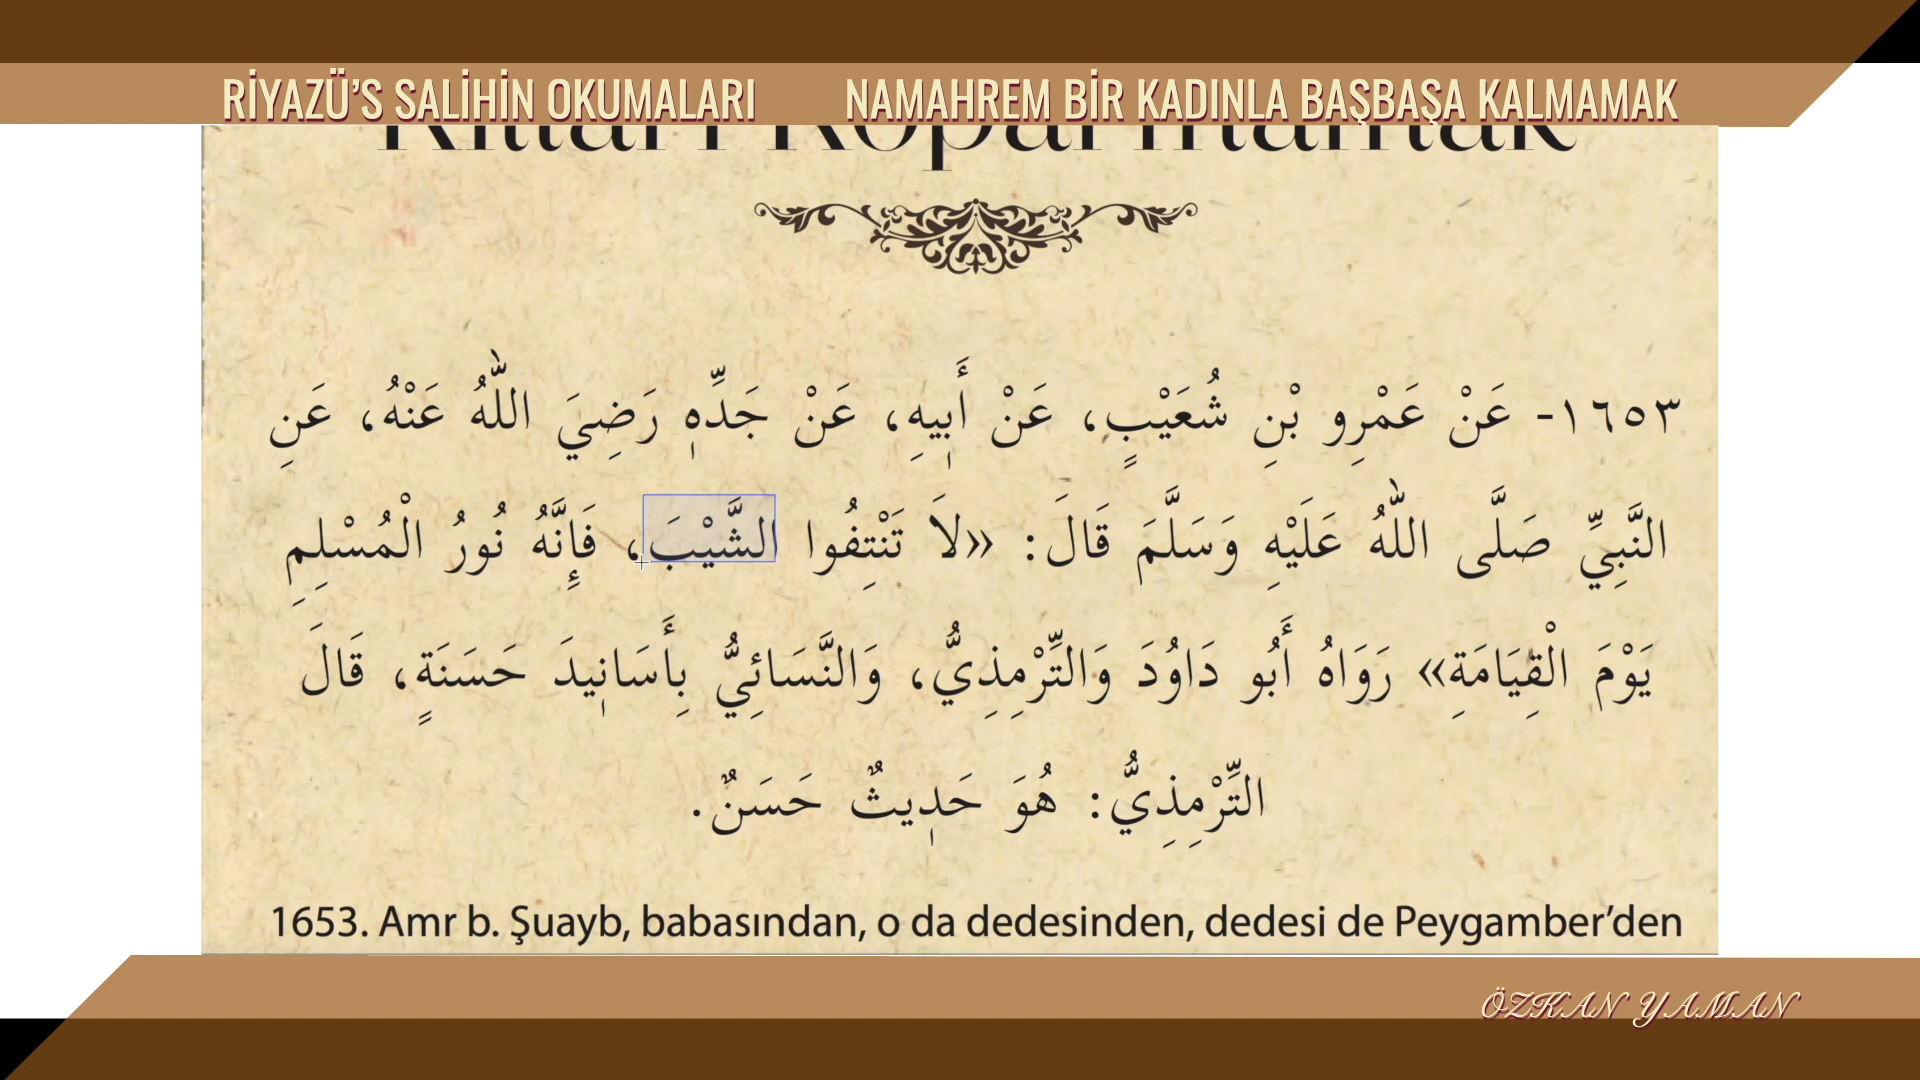 RİYAZÜ’S SALİHİN OKUMALARI
NAMAHREM BİR KADINLA BAŞBAŞA KALMAMAK
١٦٥٣- عَنْ عَمْرِو بْنِ شُعَيْبٍ، عَنْ أَبٖيهِ، عَنْ جَدِّهٖ رَضِيَ اللّٰهُ عَنْهُ، عَنِ
النَّبِيِّ صَلَّى اللّٰهُ عَلَيْهِ وَسَلَّمَ قَالَ: «لَا تَنْتِفُوا الشَّيْبَ، فَإِنَّهُ نُورُ الْمُسْلِمِ
يَوْمَ الْقِيَامَةِ» رَوَاهُ أَبُو دَاوُدَ وَالتِّرْمِذِيُّ، وَالنَّسَائِيُّ بِأَسَانٖيدَ حَسَنَةٍ، قَالَ
التِّرْمِذِيُّ: هُوَ حَدٖيثٌ حَسَنٌ.
1653. Amr b. Şuayb, babasından, o da dedesinden, dedesi de Peygamber’den
ÖZKAN YAMAN